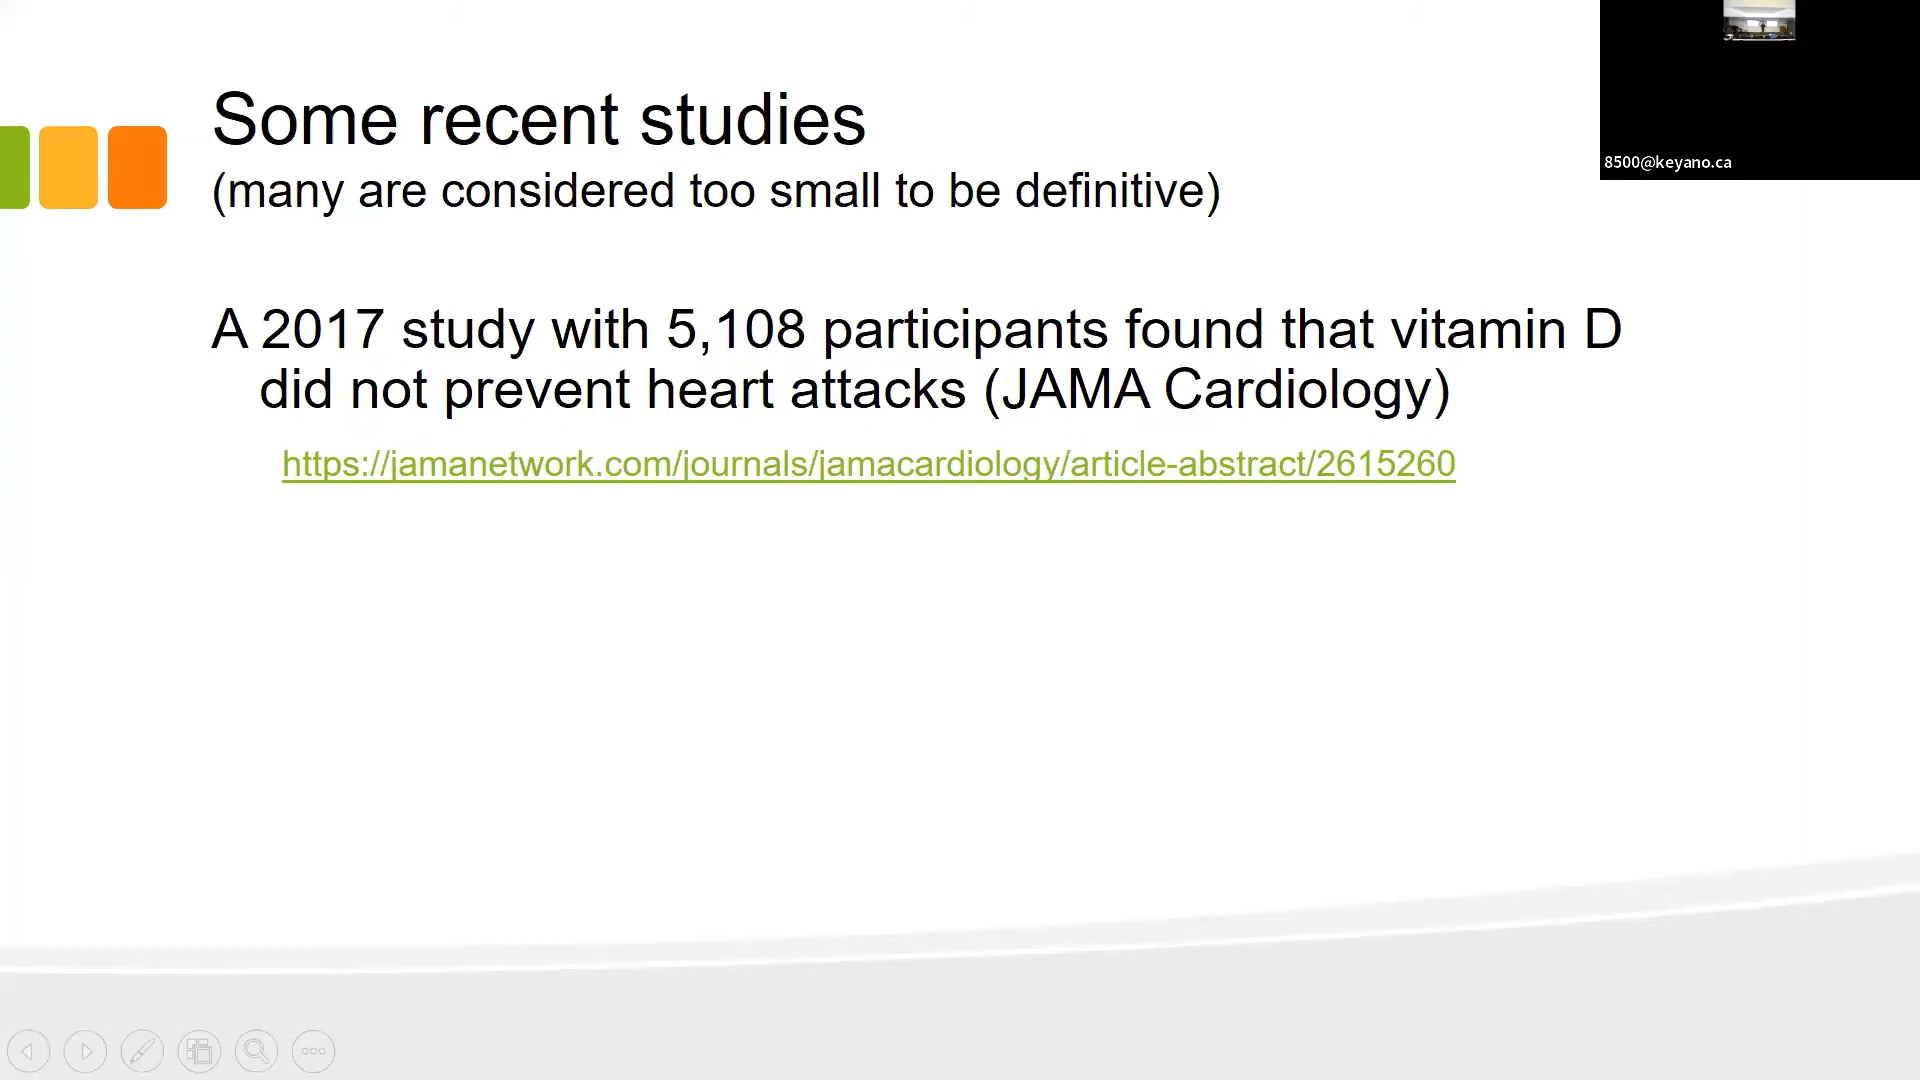 Some recent studies
(many are considered too small to be definitive)
A 2017 study with 5,108 participants found that vitamin D
did not prevent heart attacks (JAMA Cardiology)
https://jamanetwork.com/journals/jamacardiology/article-abstract/2615260
8500@keyano.ca